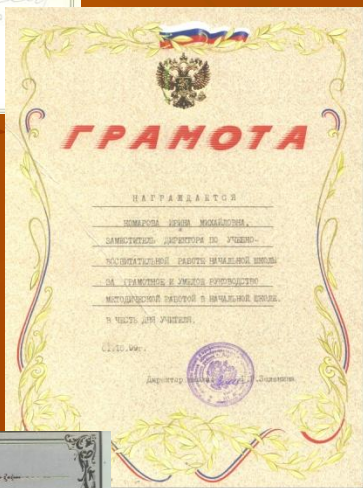 ГРАМОТА
НАГРАЖДАЕТСЯ
КОМАРОВА ИРИНА МИХАЙЛОВНА,
ЗАМЕСТИТЕЛЬ ДИРЕКТОРА ПО УЧЕБНО-
ВОСПИТАТЕЛЬНОЙ РАБОТЕ НАЧАЛЬНОЙ ШКОЛЫ
ЗА ГРАМОТНОЕ И УМЕЛОЕ РУКОВОДСТВО
МЕТОДИЧЕСКОЙ РАБОТОЙ В НАЧАЛЬНОЙ ШКОЛЕ.
В ЧЕСТЬ ДНЯ УЧИТЕЛЯ.
Директор